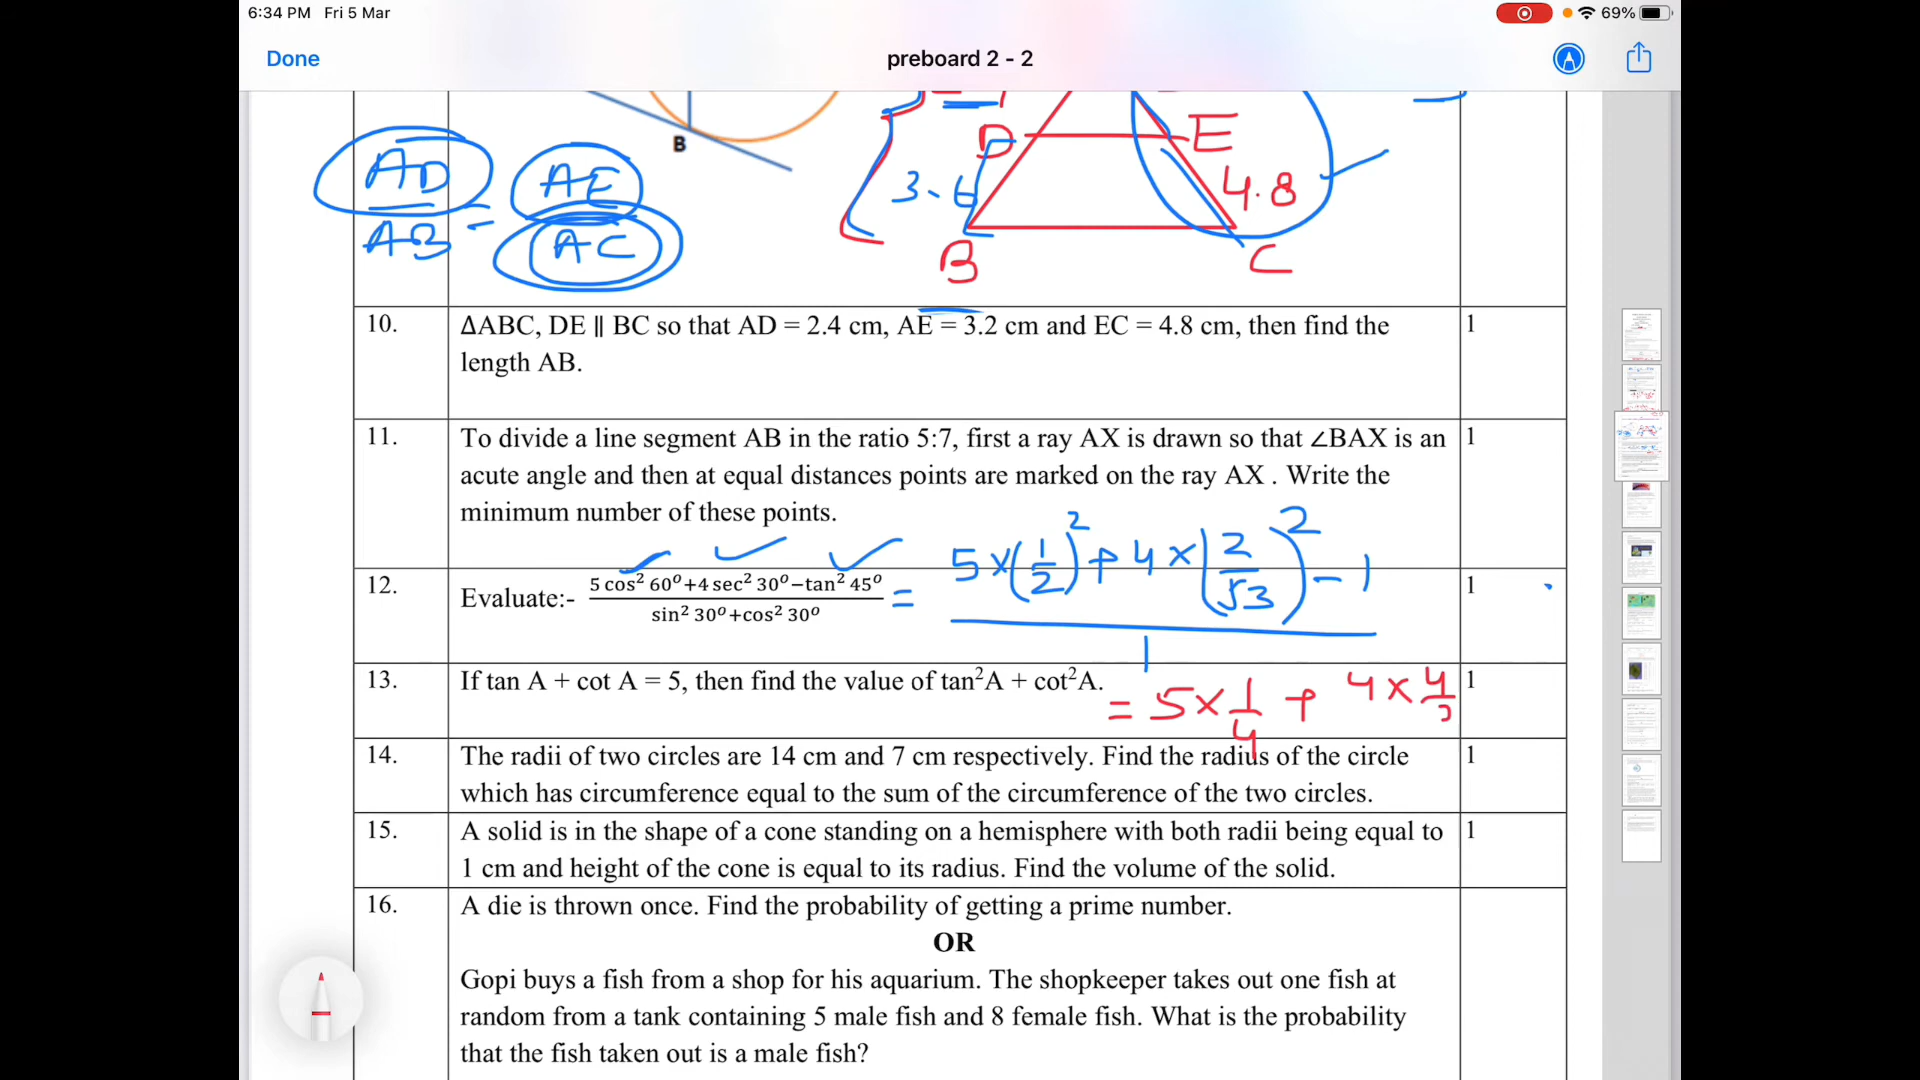 6:34 PM Fri 5 Mar
69%
Done
preboard 2 - 2
B
AD
AB
=
AE
AC
D
E
3.6
4.8
B
C
10.
ΔABC, DE ǁ BC so that AD = 2.4 cm, AE = 3.2 cm and EC = 4.8 cm, then find the
length AB.
1
11.
To divide a line segment AB in the ratio 5:7, first a ray AX is drawn so that ∠BAX is an
acute angle and then at equal distances points are marked on the ray AX . Write the
minimum number of these points.
1
12.
Evaluate:- (5 cos² 60° +4 sec² 30° −tan² 45°)/(sin² 30° +cos² 30°)
= (5 × (1/2)² + 4 × (2/√3)² − 1)/1
1
13.
If tan A + cot A = 5, then find the value of tan²A + cot²A.
= 5 × 1/4 + 4 × 4/
1
14.
The radii of two circles are 14 cm and 7 cm respectively. Find the radius of the circle
which has circumference equal to the sum of the circumference of the two circles.
1
15.
A solid is in the shape of a cone standing on a hemisphere with both radii being equal to
1 cm and height of the cone is equal to its radius. Find the volume of the solid.
1
16.
A die is thrown once. Find the probability of getting a prime number.
OR
Gopi buys a fish from a shop for his aquarium. The shopkeeper takes out one fish at
random from a tank containing 5 male fish and 8 female fish. What is the probability
that the fish taken out is a male fish?